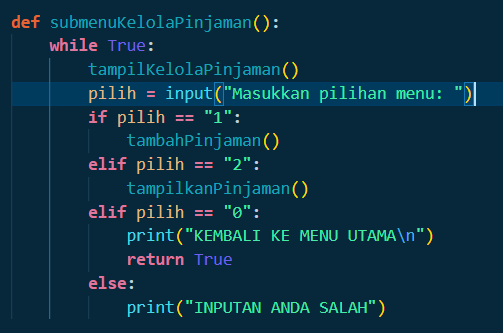 def submenuKelolaPinjaman():
    while True:
        tampilKelolaPinjaman()
        pilih = input("Masukkan pilihan menu: ")
        if pilih == "1":
            tambahPinjaman()
        elif pilih == "2":
            tampilkanPinjaman()
        elif pilih == "0":
            print("KEMBALI KE MENU UTAMA\n")
            return True
        else:
            print("INPUTAN ANDA SALAH")